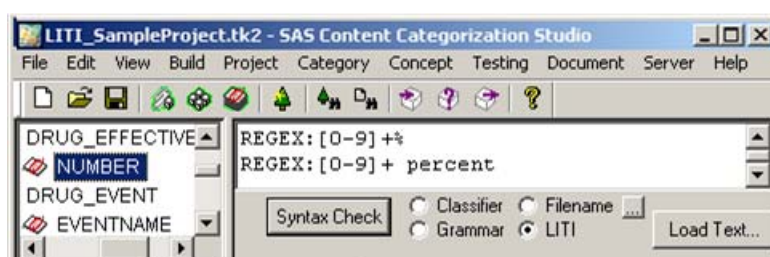 LITI_SampleProject.tk2 - SAS Content Categorization Studio
File Edit View Build Project Category Concept Testing Document Server Help
DRUG_EFFECTIVE
NUMBER
DRUG_EVENT
EVENTNAME
REGEX:[0-9]+%
REGEX:[0-9]+ percent
Syntax Check
Classifier
Filename
...
Grammar
LITI
Load Text...